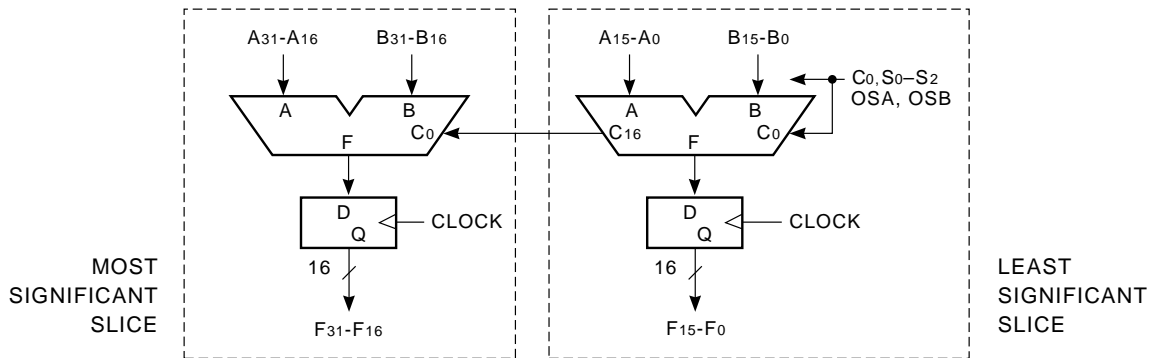 A31-A16
B31-B16
A15-A0
B15-B0
C0, S0–S2
OSA, OSB
A
B
C0
F
A
B
C16
C0
F
D
Q
CLOCK
D
Q
CLOCK
16
16
MOST
SIGNIFICANT
SLICE
LEAST
SIGNIFICANT
SLICE
F31-F16
F15-F0